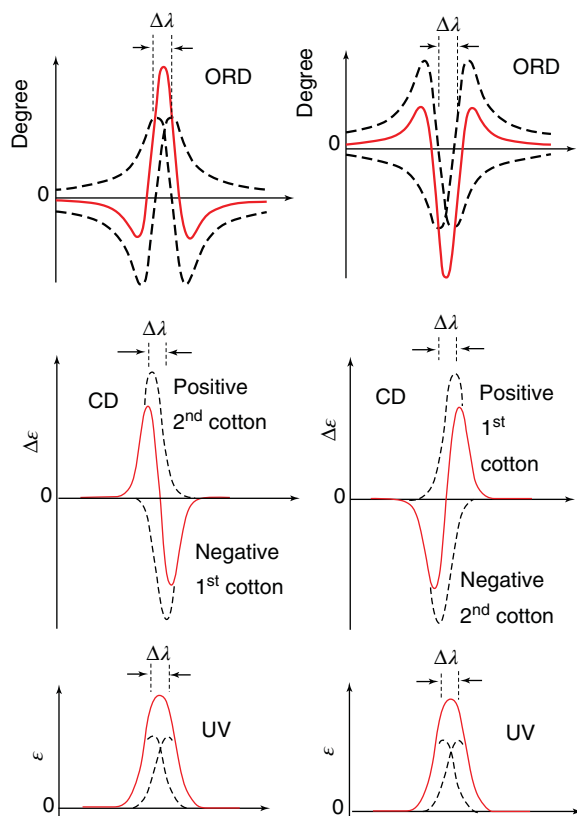 Δλ
ORD
Degree
0
Δλ
ORD
Degree
0
Δλ
CD
Positive
2nd cotton
Δε
0
Negative
1st cotton
Δλ
CD
Positive
1st
cotton
Δε
0
Negative
2nd cotton
Δλ
UV
ε
0
Δλ
UV
ε
0